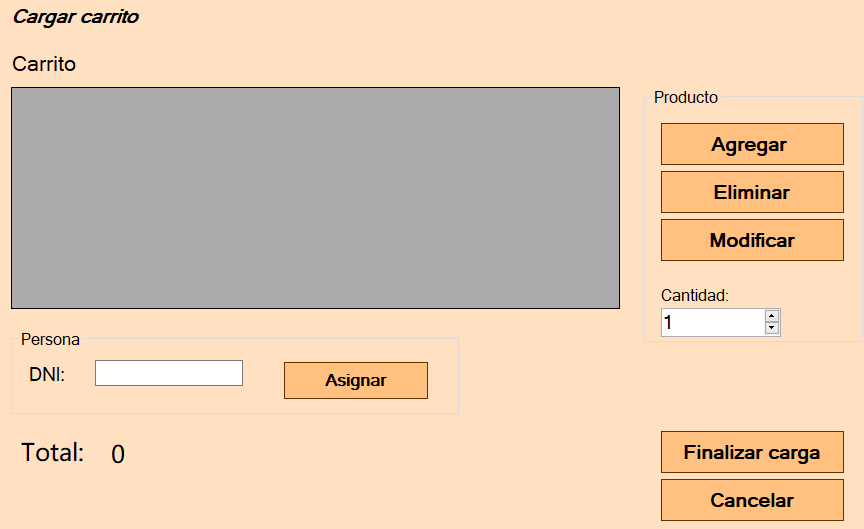 Cargar carrito
Carrito
Producto
Agregar
Eliminar
Modificar
Cantidad:
1
Persona
DNI:
Asignar
Total: 0
Finalizar carga
Cancelar